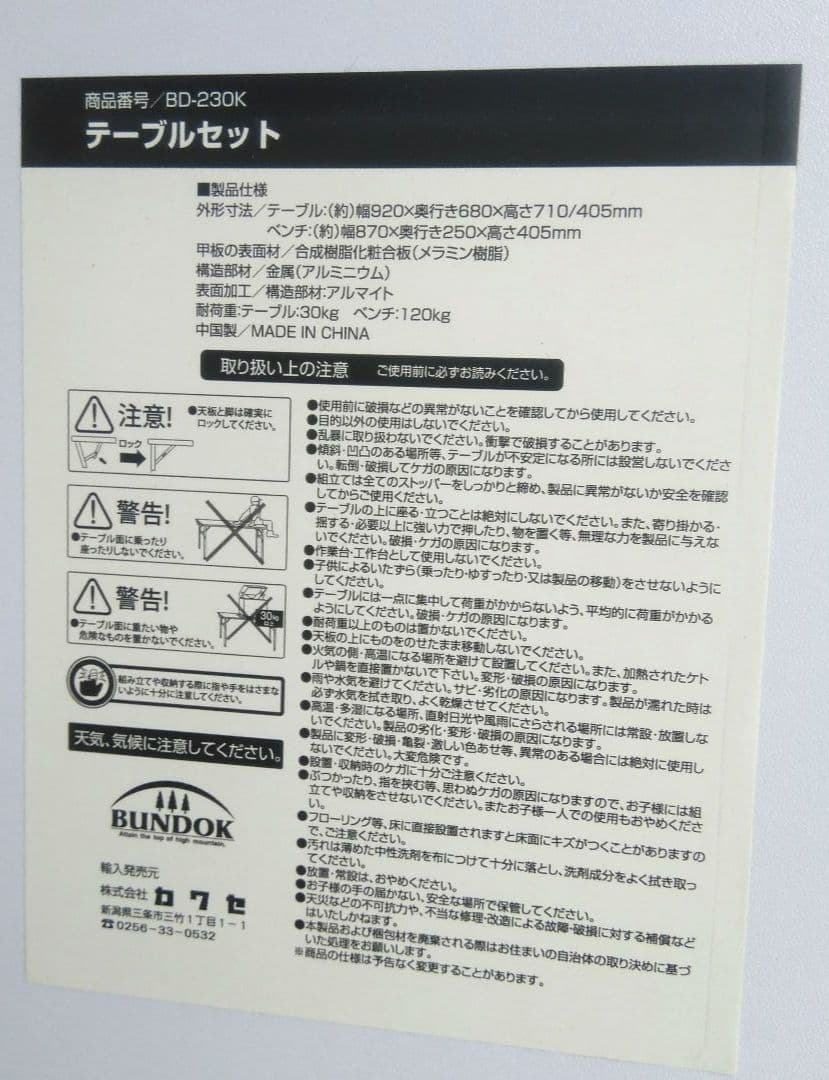 商品番号/BD-230K
テーブルセット
■製品仕様
外形寸法/テーブル:(約)幅920×奥行き680×高さ710/405mm
ベンチ:(約)幅870×奥行き250×高さ405mm
甲板の表面材/合成樹脂化粧合板(メラミン樹脂)
構造部材/金属(アルミニウム)
表面加工/構造部材:アルマイト
耐荷重:テーブル:30kg ベンチ:120kg
中国製/MADE IN CHINA
取り扱い上の注意 ご使用前に必ずお読みください。
注意!
●天板と脚は確実に
ロックしてください。
ロック
警告!
●テーブル面に乗ったり
座ったりしないでください。
警告!
30kg
以上
●テーブル面に重たい物や
危険なものを置かないでください。
組み立てや収納する際に指や手をはさまな
いように十分に注意してください。
天気、気候に注意してください。
BUNDOK
Attain the top of high mountain.
輸入発売元
株式会社 カワセ
新潟県三条市三竹1丁目1-1
☎0256-33-0532
●使用前に破損などの異常がないことを確認してから使用してください。
●目的以外の使用はしないでください。
●乱暴に取り扱わないでください。衝撃で破損することがあります。
●傾斜・凹凸のある場所等、テーブルが不安定になる所には設営しないでくださ
い。転倒・破損してケガの原因になります。
●組立ては全てのストッパーをしっかりと締め、製品に異常がないか安全を確認
してからご使用ください。
●テーブルの上に座る・立つことは絶対にしないでください。また、寄り掛かる・
揺する・必要以上に強い力で押したり、物を置く等、無理な力を製品に与えな
いでください。破損・ケガの原因になります。
●作業台・工作台として使用しないでください。
●子供によるいたずら(乗ったり・ゆすったり・又は製品の移動)をさせないように
してください。
●テーブルには一点に集中して荷重がかからないよう、平均的に荷重がかかる
ようにしてください。破損・ケガの原因になります。
●耐荷重以上のものは置かないでください。
●天板の上にものをのせたまま移動しないでください。
●火気の側・高温になる場所を避けて設置してください。また、加熱されたケト
ルや鍋を直接置かないで下さい。変形・破損の原因になります。
●雨や水気を避けてください。サビ・劣化の原因になります。製品が濡れた時は
必ず水気を拭き取り、よく乾燥させてください。
●高温・多湿になる場所、直射日光や風雨にさらされる場所には常設・放置しな
いでください。製品の劣化・変形・破損の原因になります。
●製品に変形・破損・亀裂・激しい色あせ等、異常のある場合には絶対に使用し
ないでください。大変危険です。
●設置・収納時のケガに十分ご注意ください。
●ぶつかったり、指を挟む等、思わぬケガの原因になりますので、お子様には組
立てや収納をさせないでください。またお子様一人での使用もおやめくださ
い。
●フローリング等、床に直接設置されますと床面にキズがつくことがありますの
で、ご注意ください。
●汚れは薄めた中性洗剤を布につけて十分に落とし、洗剤成分をよく拭き取っ
てください。
●放置・常設は、おやめください。
●お子様の手の届かない、安全な場所で保管してください。
●天災などの不可抗力や、不当な修理・改造による故障・破損に対する補償など
はいたしかねます。
●本製品および梱包材を廃棄される際はお住まいの自治体の取り決めに基づ
いた処理をお願いします。
※商品の仕様は予告なく変更することがあります。